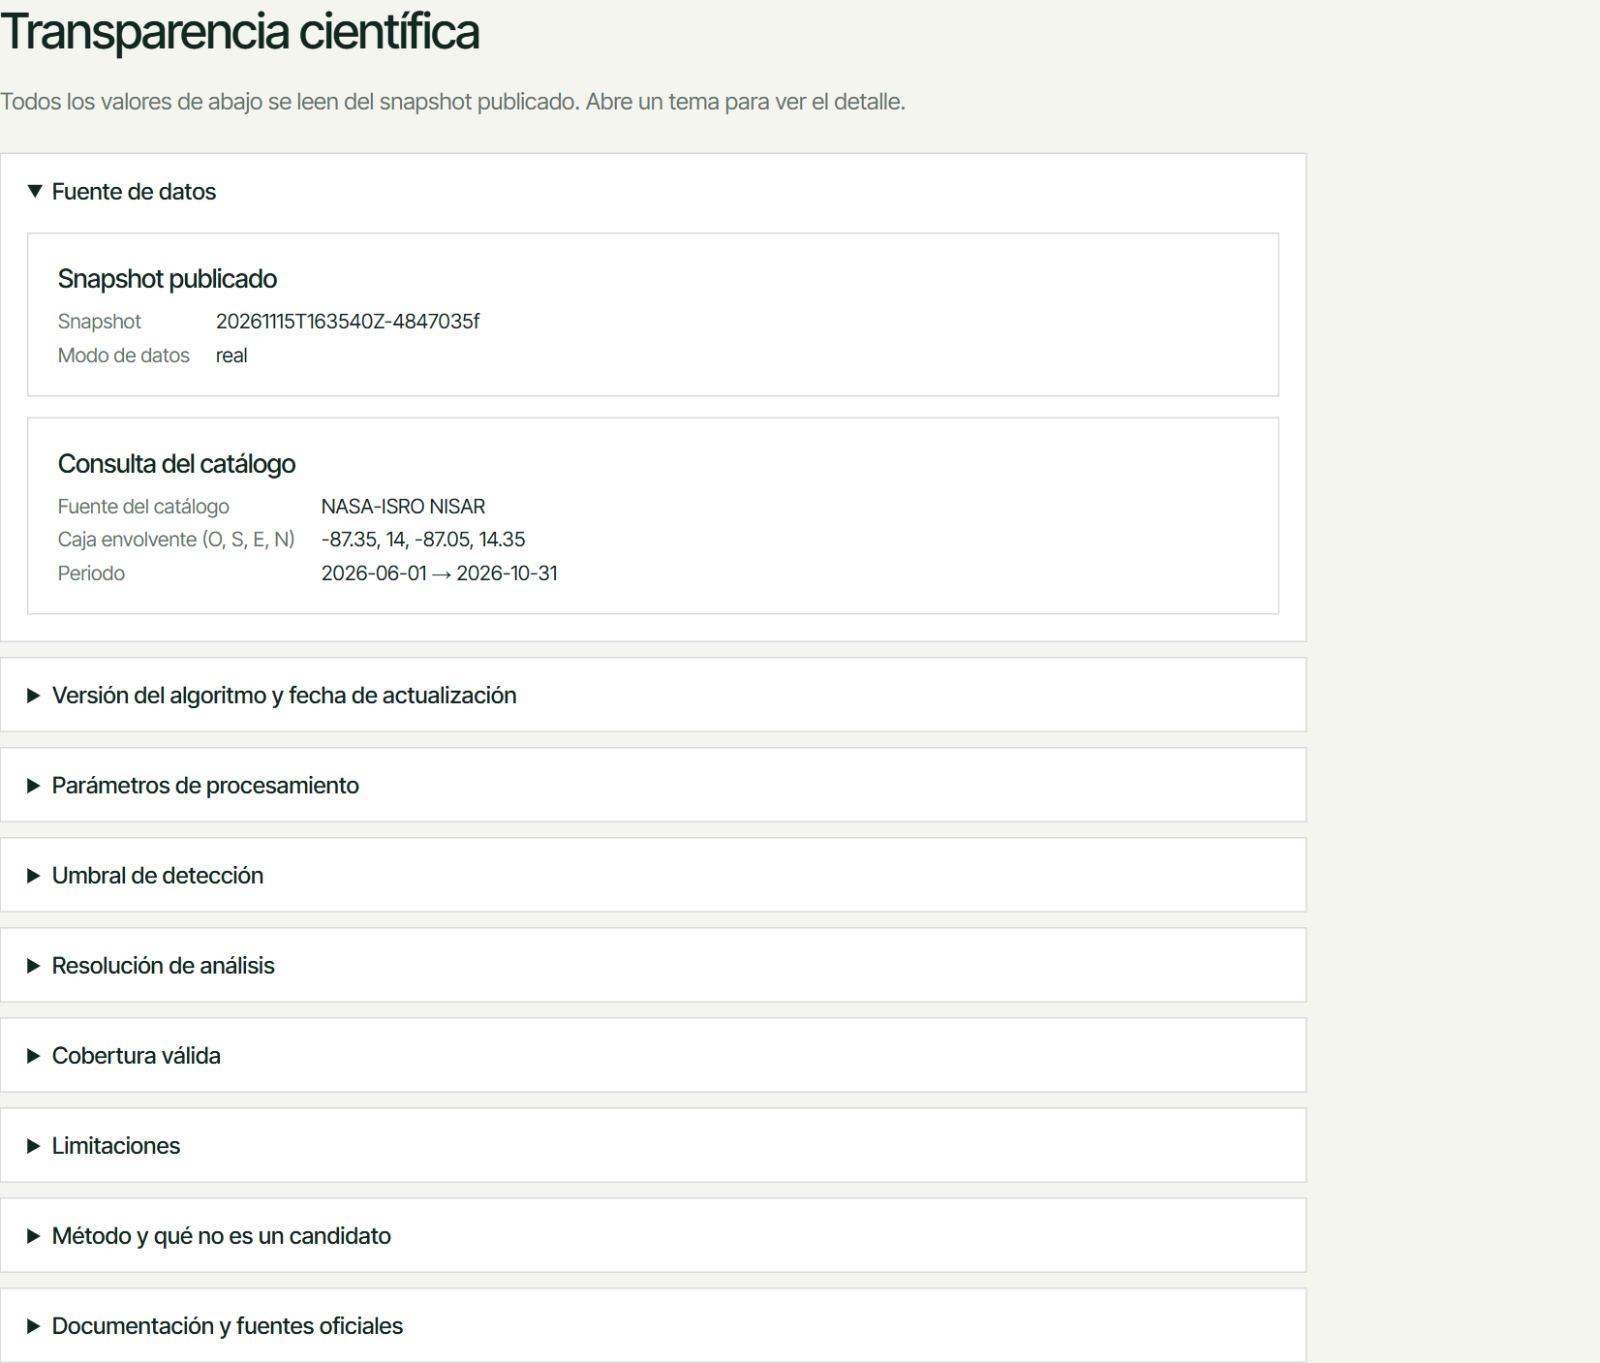 Transparencia científica
Todos los valores de abajo se leen del snapshot publicado. Abre un tema para ver el detalle.
Fuente de datos
Snapshot publicado
Snapshot 20261115T163540Z-4847035f
Modo de datos real
Consulta del catálogo
Fuente del catálogo NASA-ISRO NISAR
Caja envolvente (O, S, E, N) -87.35, 14, -87.05, 14.35
Periodo 2026-06-01 → 2026-10-31
Versión del algoritmo y fecha de actualización
Parámetros de procesamiento
Umbral de detección
Resolución de análisis
Cobertura válida
Limitaciones
Método y qué no es un candidato
Documentación y fuentes oficiales